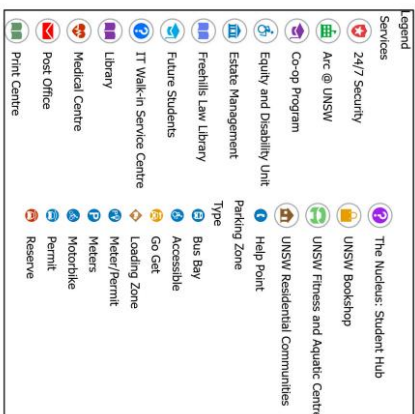 Legend
Services
24/7 Security
Arc @ UNSW
Co-op Program
Equity and Disability Unit
Estate Management
Freehills Law Library
Future Students
IT Walk-in Service Centre
Library
Medical Centre
Post Office
Print Centre
The Nucleus: Student Hub
UNSW Bookshop
UNSW Fitness and Aquatic Centre
UNSW Residential Communities
Help Point
Parking Zone
Type
Bus Bay
Accessible
Go Get
Loading Zone
Meter/Permit
Meters
Motorbike
Permit
Reserve